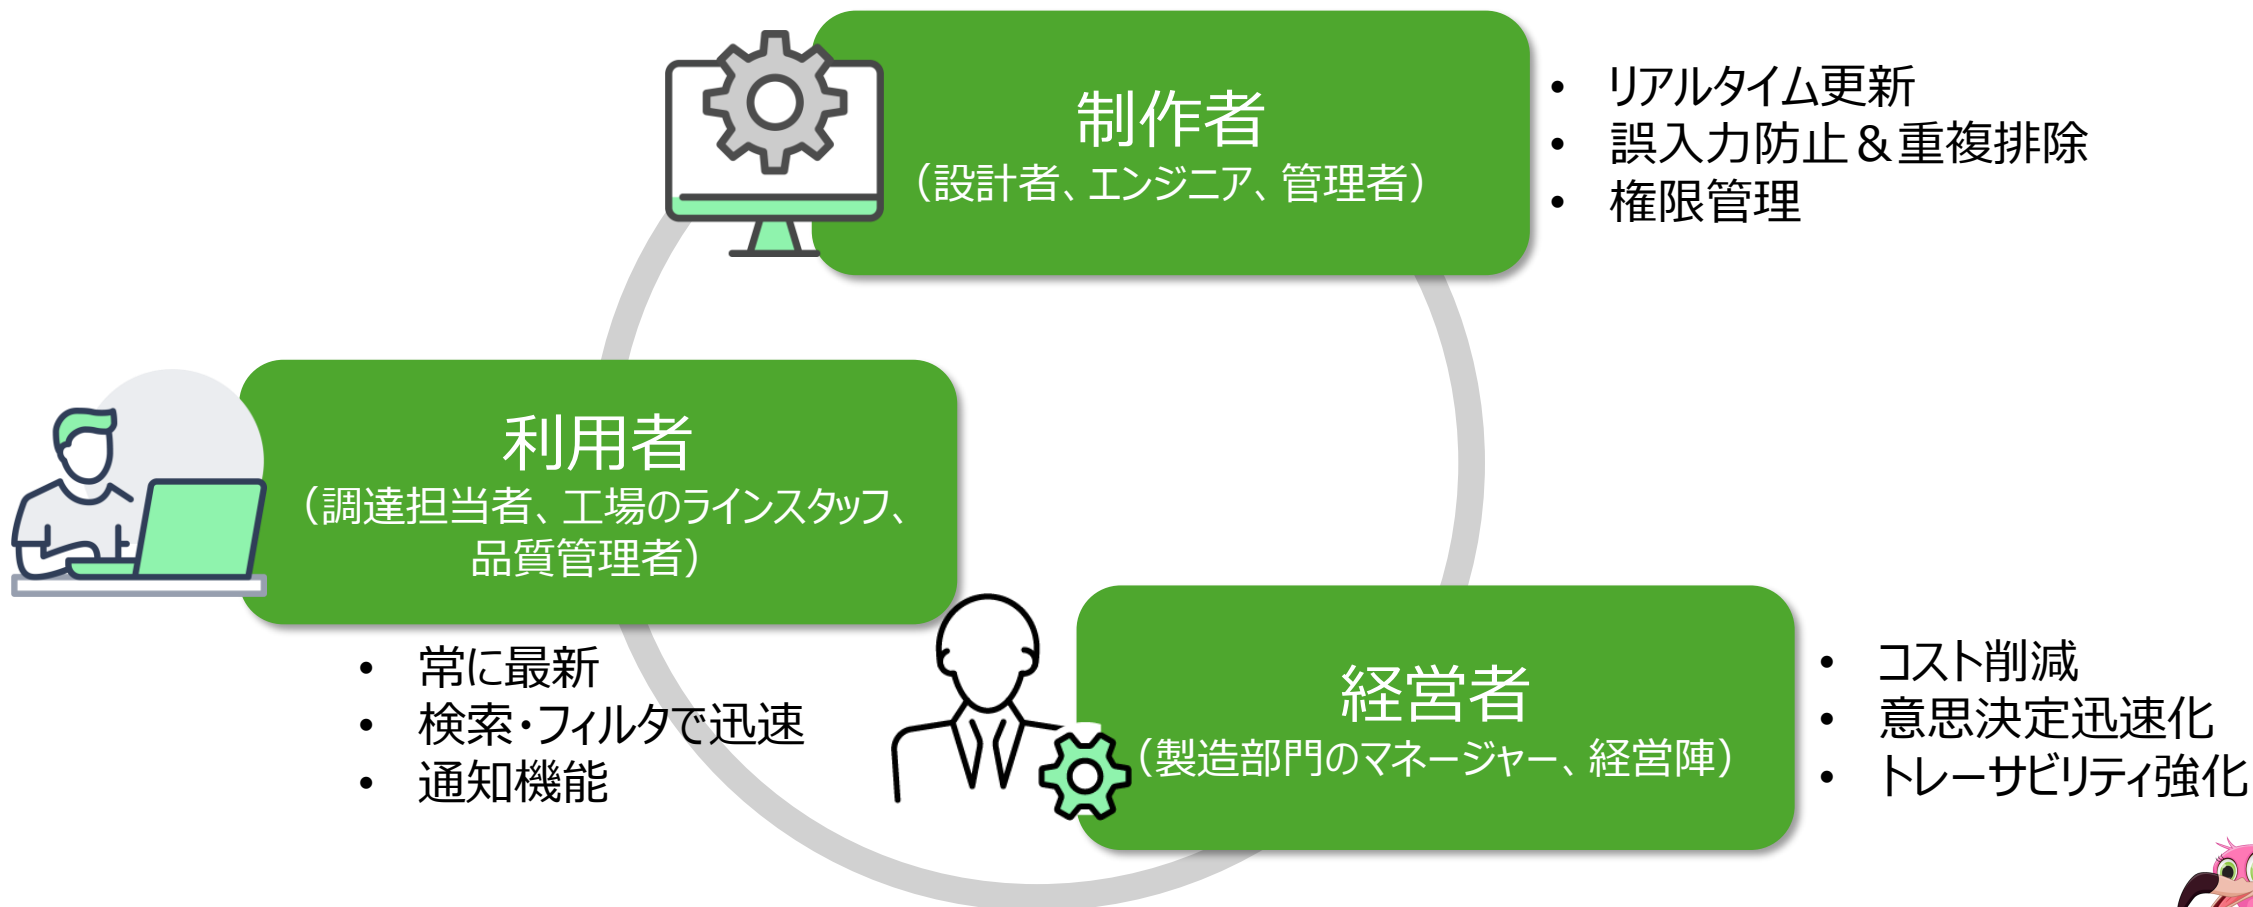 制作者
（設計者、エンジニア、管理者）
• リアルタイム更新
• 誤入力防止＆重複排除
• 権限管理
利用者
（調達担当者、工場のラインスタッフ、
品質管理者）
• 常に最新
• 検索・フィルタで迅速
• 通知機能
経営者
（製造部門のマネージャー、経営陣）
• コスト削減
• 意思決定迅速化
• トレーサビリティ強化